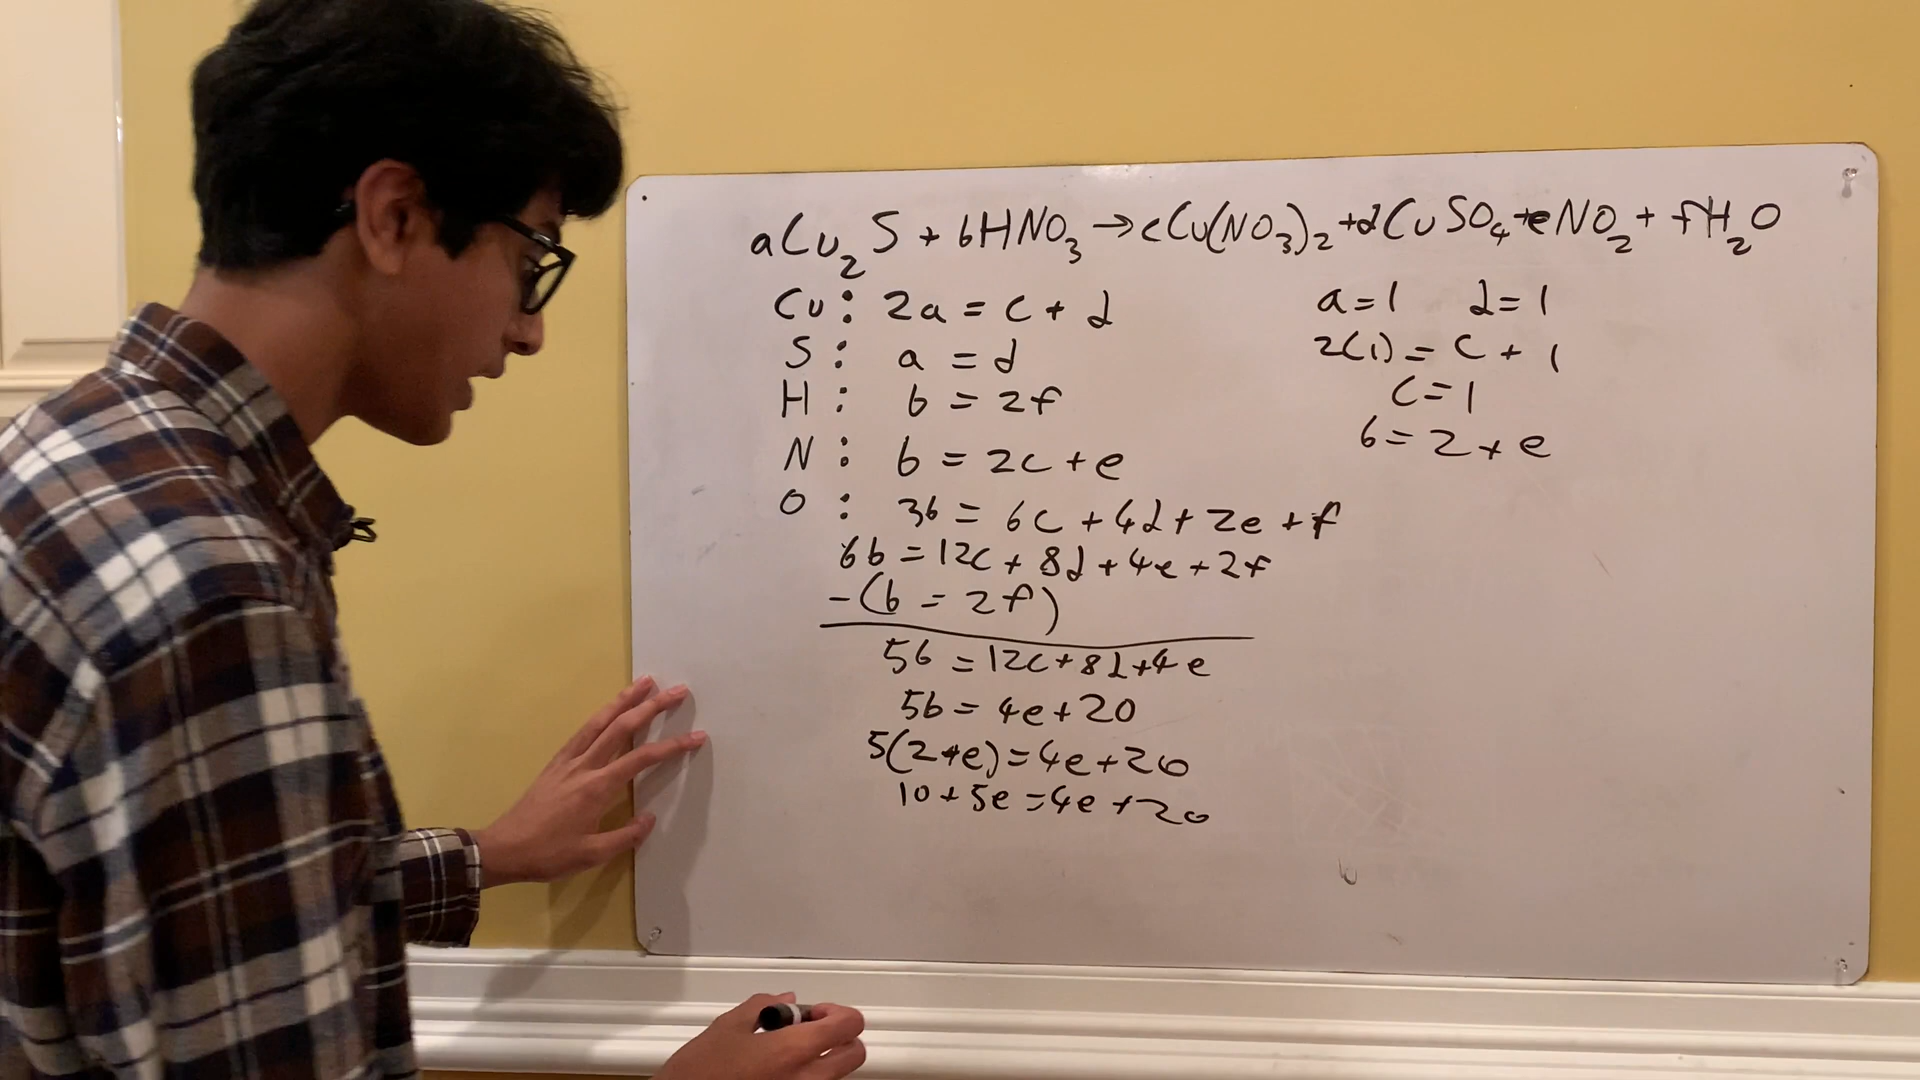 aCu₂S + bHNO₃ → cCu(NO₃)₂ + dCuSO₄ + eNO₂ + fH₂O
Cu: 2a = c + d
S: a = d
H: b = 2f
N: b = 2c + e
O: 3b = 6c + 4d + 2e + f
6b = 12c + 8d + 4e + 2f
-(b = 2f)
5b = 12c + 8d + 4e
5b = 4e + 20
5(2+e) = 4e + 20
10 + 5e = 4e + 20
a = 1 d = 1
2(1) = c + 1
c = 1
b = 2 + e